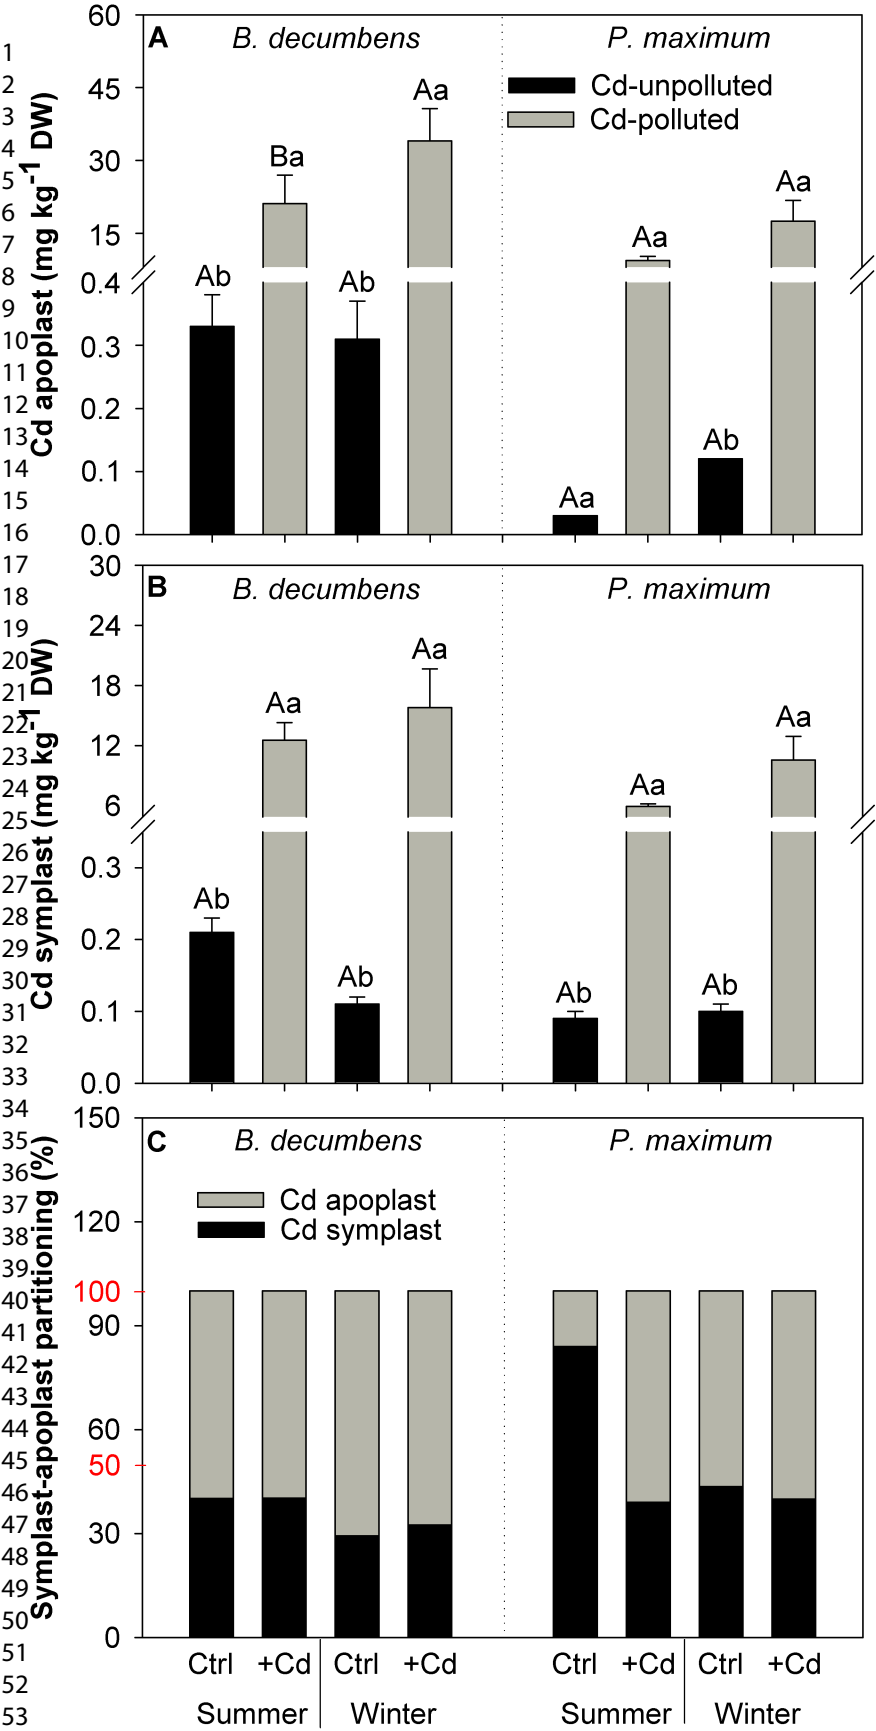 1
2
3
4
5
6
7
8
9
10
11
12
13
14
15
16
17
18
19
20
21
22
23
24
25
26
27
28
29
30
31
32
33
34
35
36
37
38
39
40
41
42
43
44
45
46
47
48
49
50
51
52
53
Cd apoplast (mg kg-1 DW)
60
45
30
15
0.4
0.3
0.2
0.1
0.0
A
B. decumbens
P. maximum
Cd-unpolluted
Cd-polluted
Ab
Ba
Ab
Aa
Aa
Aa
Ab
Aa
Cd symplast (mg kg-1 DW)
30
24
18
12
6
0.3
0.2
0.1
0.0
B
B. decumbens
P. maximum
Ab
Aa
Ab
Aa
Ab
Aa
Ab
Aa
Symplast-apoplast partitioning (%)
150
120
100
90
60
50
30
0
C
B. decumbens
P. maximum
Cd apoplast
Cd symplast
Ctrl +Cd Ctrl +Cd Ctrl +Cd Ctrl +Cd
Summer Winter Summer Winter